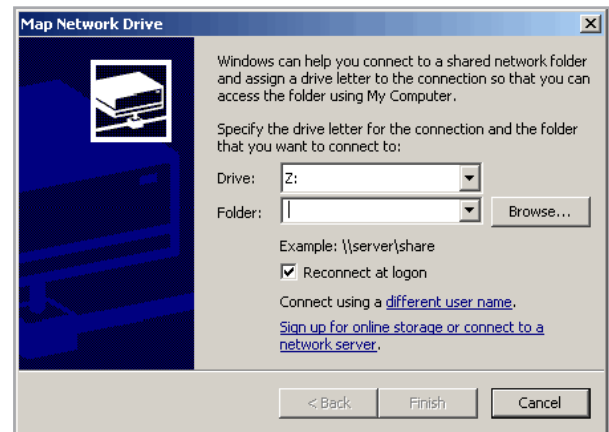 Map Network Drive
Windows can help you connect to a shared network folder
and assign a drive letter to the connection so that you can
access the folder using My Computer.
Specify the drive letter for the connection and the folder
that you want to connect to:
Drive: Z:
Folder: Browse...
Example: \\server\share
Reconnect at logon
Connect using a different user name.
Sign up for online storage or connect to a
network server.
< Back Finish Cancel